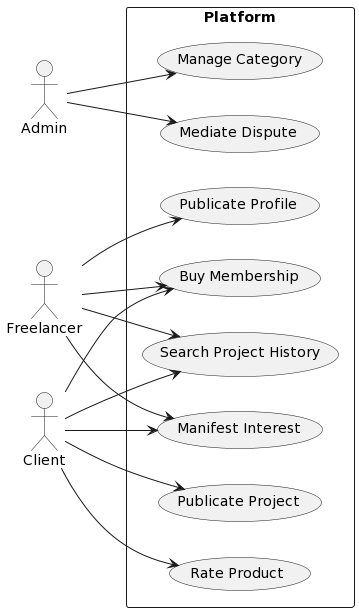 Platform
Manage Category
Admin
Mediate Dispute
Publicate Profile
Buy Membership
Freelancer
Search Project History
Manifest Interest
Client
Publicate Project
Rate Product